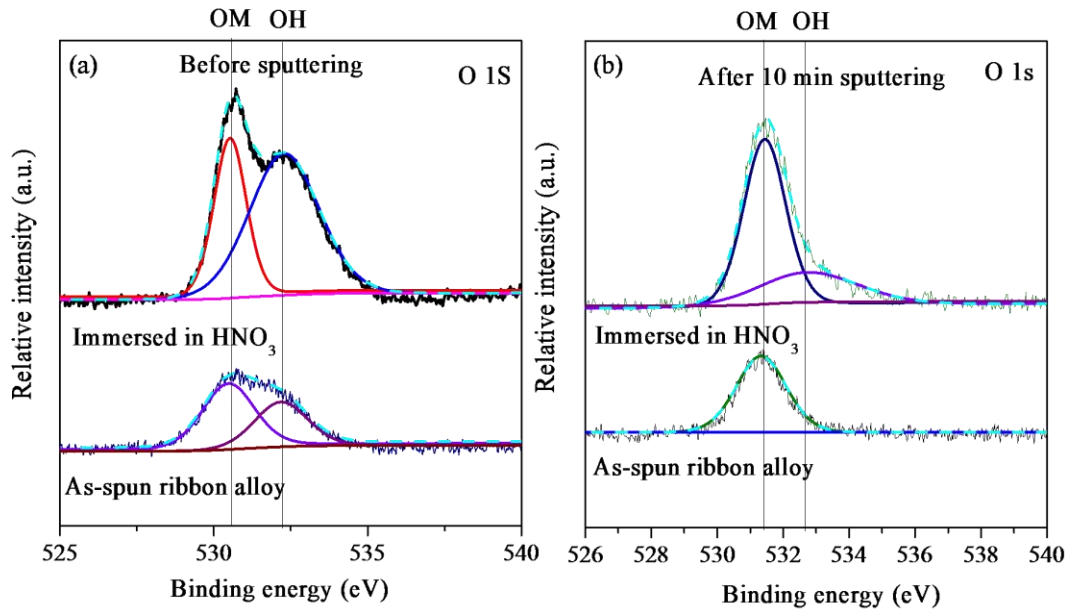 OM OH
(a)
Before sputtering
O 1S
Immersed in HNO3
As-spun ribbon alloy
Relative intensity (a.u.)
525 530 535 540
Binding energy (eV)
OM OH
(b)
After 10 min sputtering
O 1s
Immersed in HNO3
As-spun ribbon alloy
Relative intensity (a.u.)
526 528 530 532 534 536 538 540
Binding energy (eV)